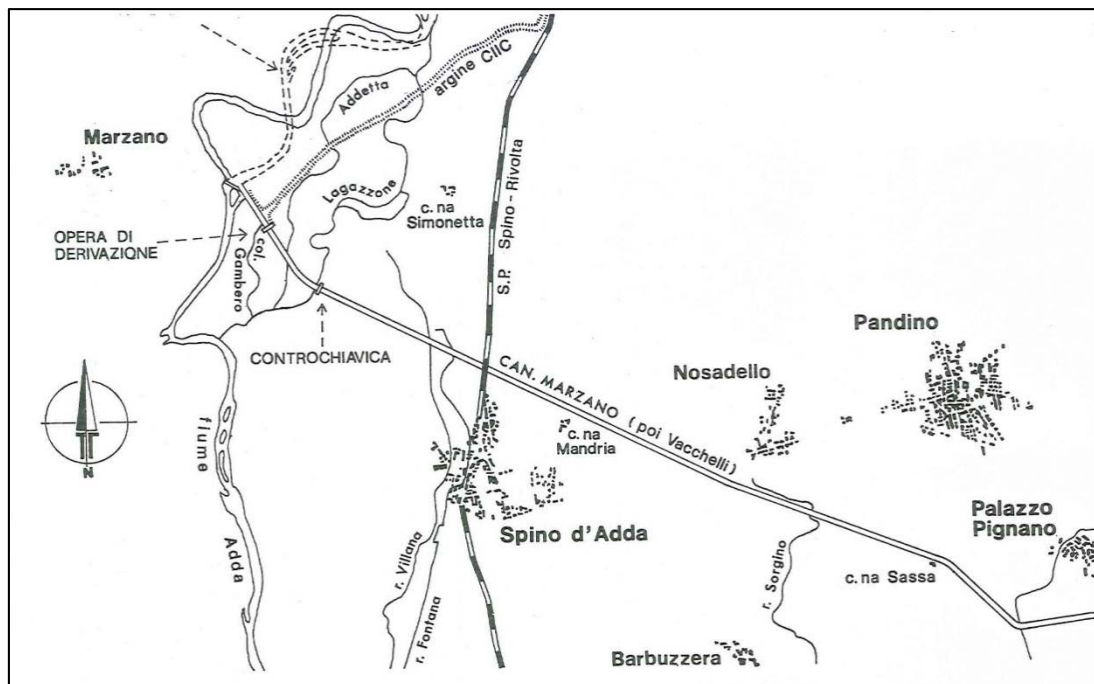 Addetta
argine CIIC
Marzano
Lagazzone
c.na
Simonetta
S.P. Spino-Rivolta
OPERA DI
DERIVAZIONE
col.
Gambero
CONTROCHIAVICA
Pandino
Nosadello
CAN. MARZANO ( poi Vacchelli )
c.na
Mandria
fiume
Adda
N
Spino d'Adda
Palazzo
Pignano
r. Villana
r. Fontana
r. Sorgino
c.na Sassa
Barbuzzera